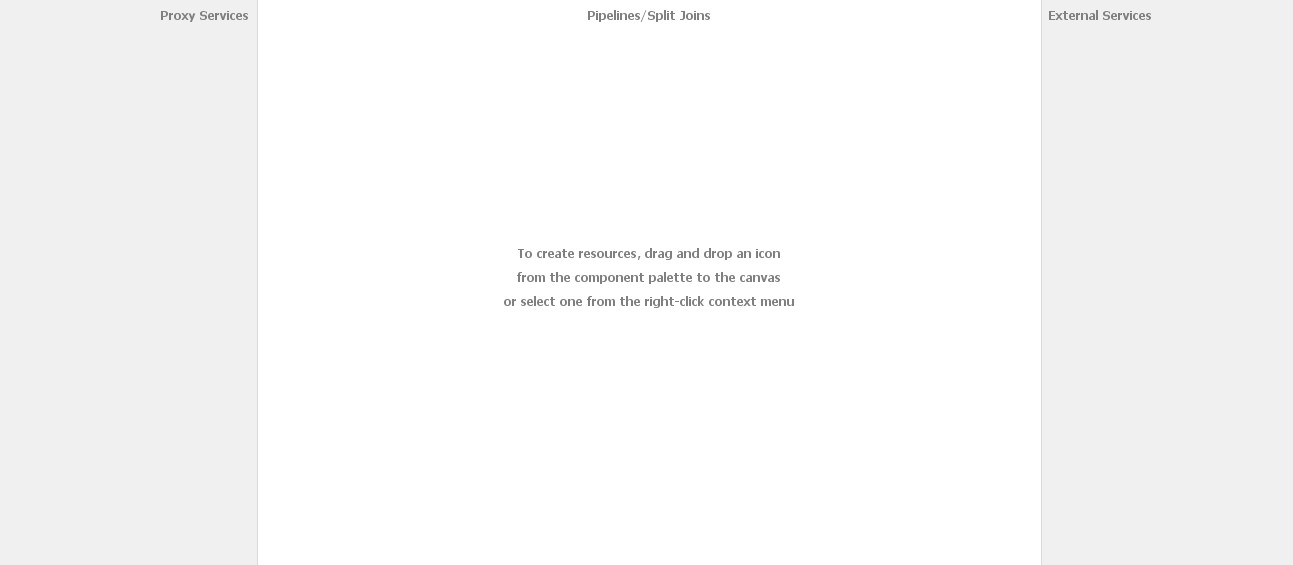 Proxy Services
Pipelines/Split Joins
External Services
To create resources, drag and drop an icon
from the component palette to the canvas
or select one from the right-click context menu